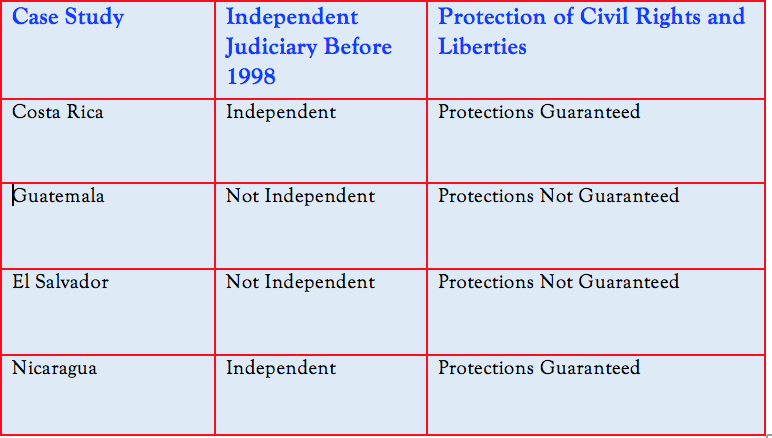 Case Study
Independent
Judiciary Before
1998
Protection of Civil Rights and
Liberties
Costa Rica
Independent
Protections Guaranteed
Guatemala
Not Independent
Protections Not Guaranteed
El Salvador
Not Independent
Protections Not Guaranteed
Nicaragua
Independent
Protections Guaranteed